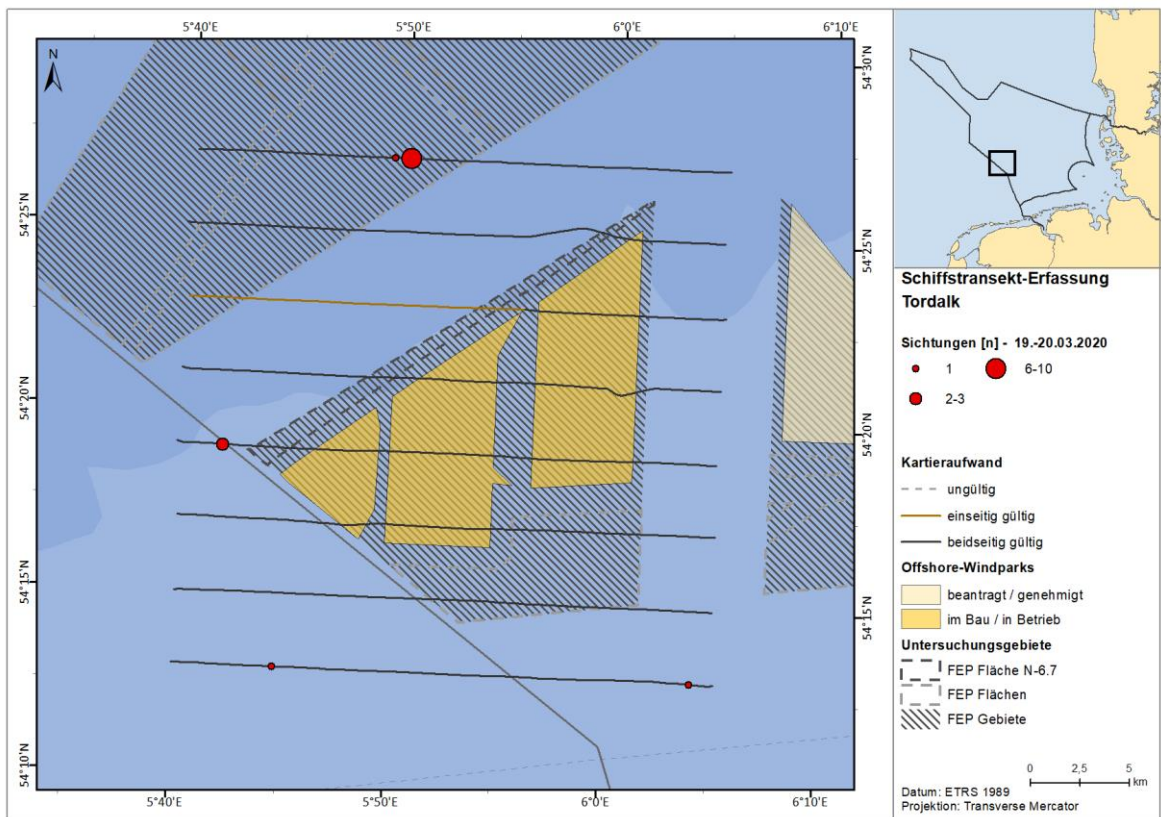 5°40'E 5°50'E 6°0'E 6°10'E
N
54°30'N
54°25'N
54°25'N
54°20'N
54°20'N
54°15'N
54°15'N
54°10'N
5°40'E 5°50'E 6°0'E 6°10'E
Schiffstransekt-Erfassung
Tordalk
Sichtungen [n] - 19.-20.03.2020
1 6-10
2-3
Kartieraufwand
ungültig
einseitig gültig
beidseitig gültig
Offshore-Windparks
beantragt / genehmigt
im Bau / in Betrieb
Untersuchungsgebiete
FEP Fläche N-6.7
FEP Flächen
FEP Gebiete
0 2,5 5
km
Datum: ETRS 1989
Projektion: Transverse Mercator